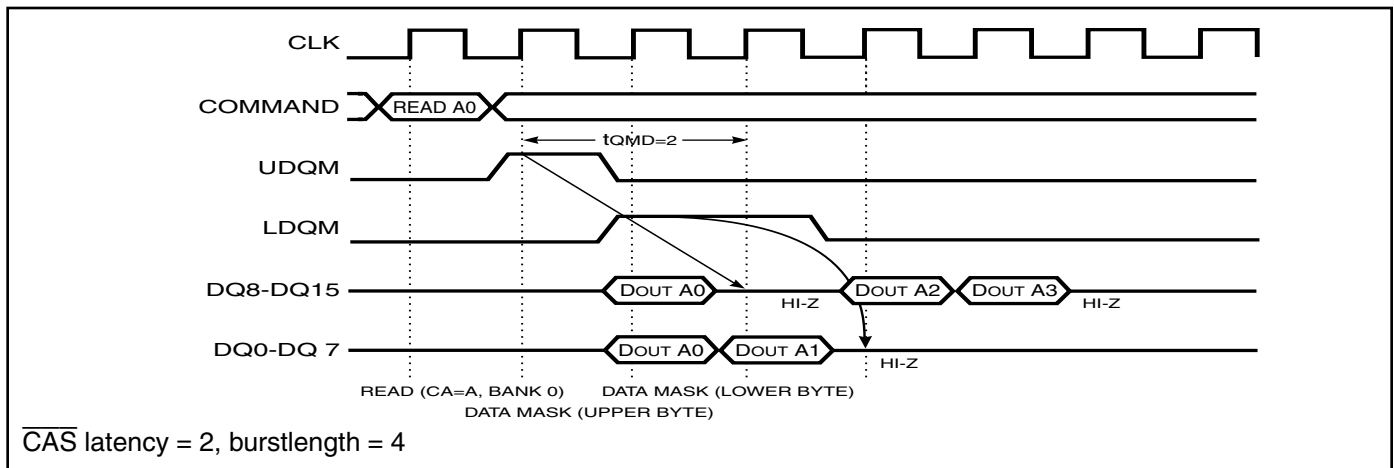 CLK
COMMAND
READ A0
tQMD=2
UDQM
LDQM
DQ8-DQ15
DOUT A0
HI-Z
DOUT A2
DOUT A3
HI-Z
DQ0-DQ 7
DOUT A0
DOUT A1
HI-Z
READ (CA=A, BANK 0)
DATA MASK (LOWER BYTE)
DATA MASK (UPPER BYTE)
CAS latency = 2, burstlength = 4